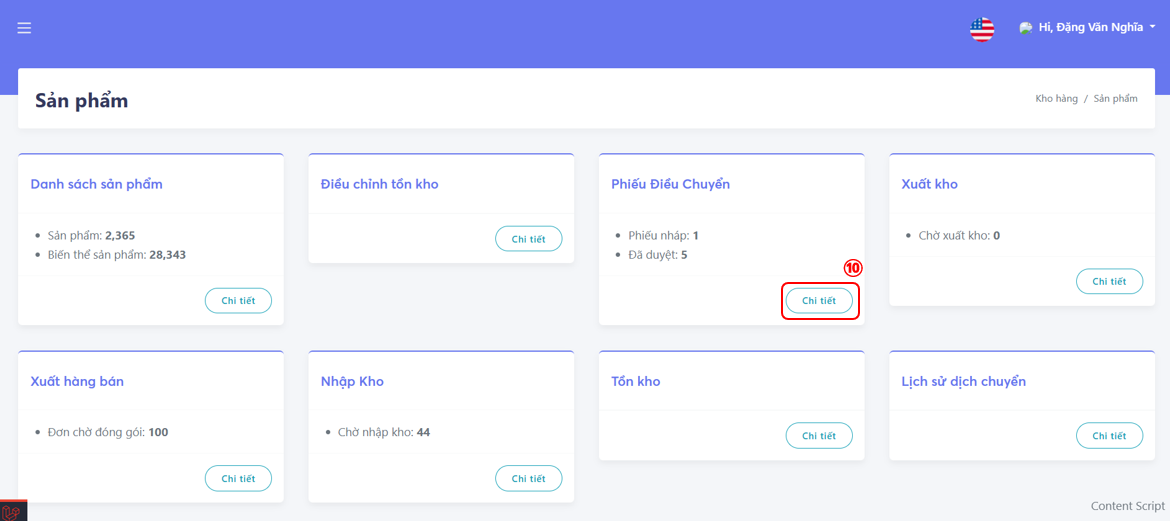 Hi, Đặng Văn Nghĩa
Sản phẩm
Kho hàng / Sản phẩm
Danh sách sản phẩm
Sản phẩm: 2,365
Biến thể sản phẩm: 28,343
Chi tiết
Điều chỉnh tồn kho
Chi tiết
Phiếu Điều Chuyển
Phiếu nháp: 1
Đã duyệt: 5
10
Chi tiết
Xuất kho
Chờ xuất kho: 0
Chi tiết
Xuất hàng bán
Đơn chờ đóng gói: 100
Chi tiết
Nhập Kho
Chờ nhập kho: 44
Chi tiết
Tồn kho
Chi tiết
Lịch sử dịch chuyển
Chi tiết
Content Script